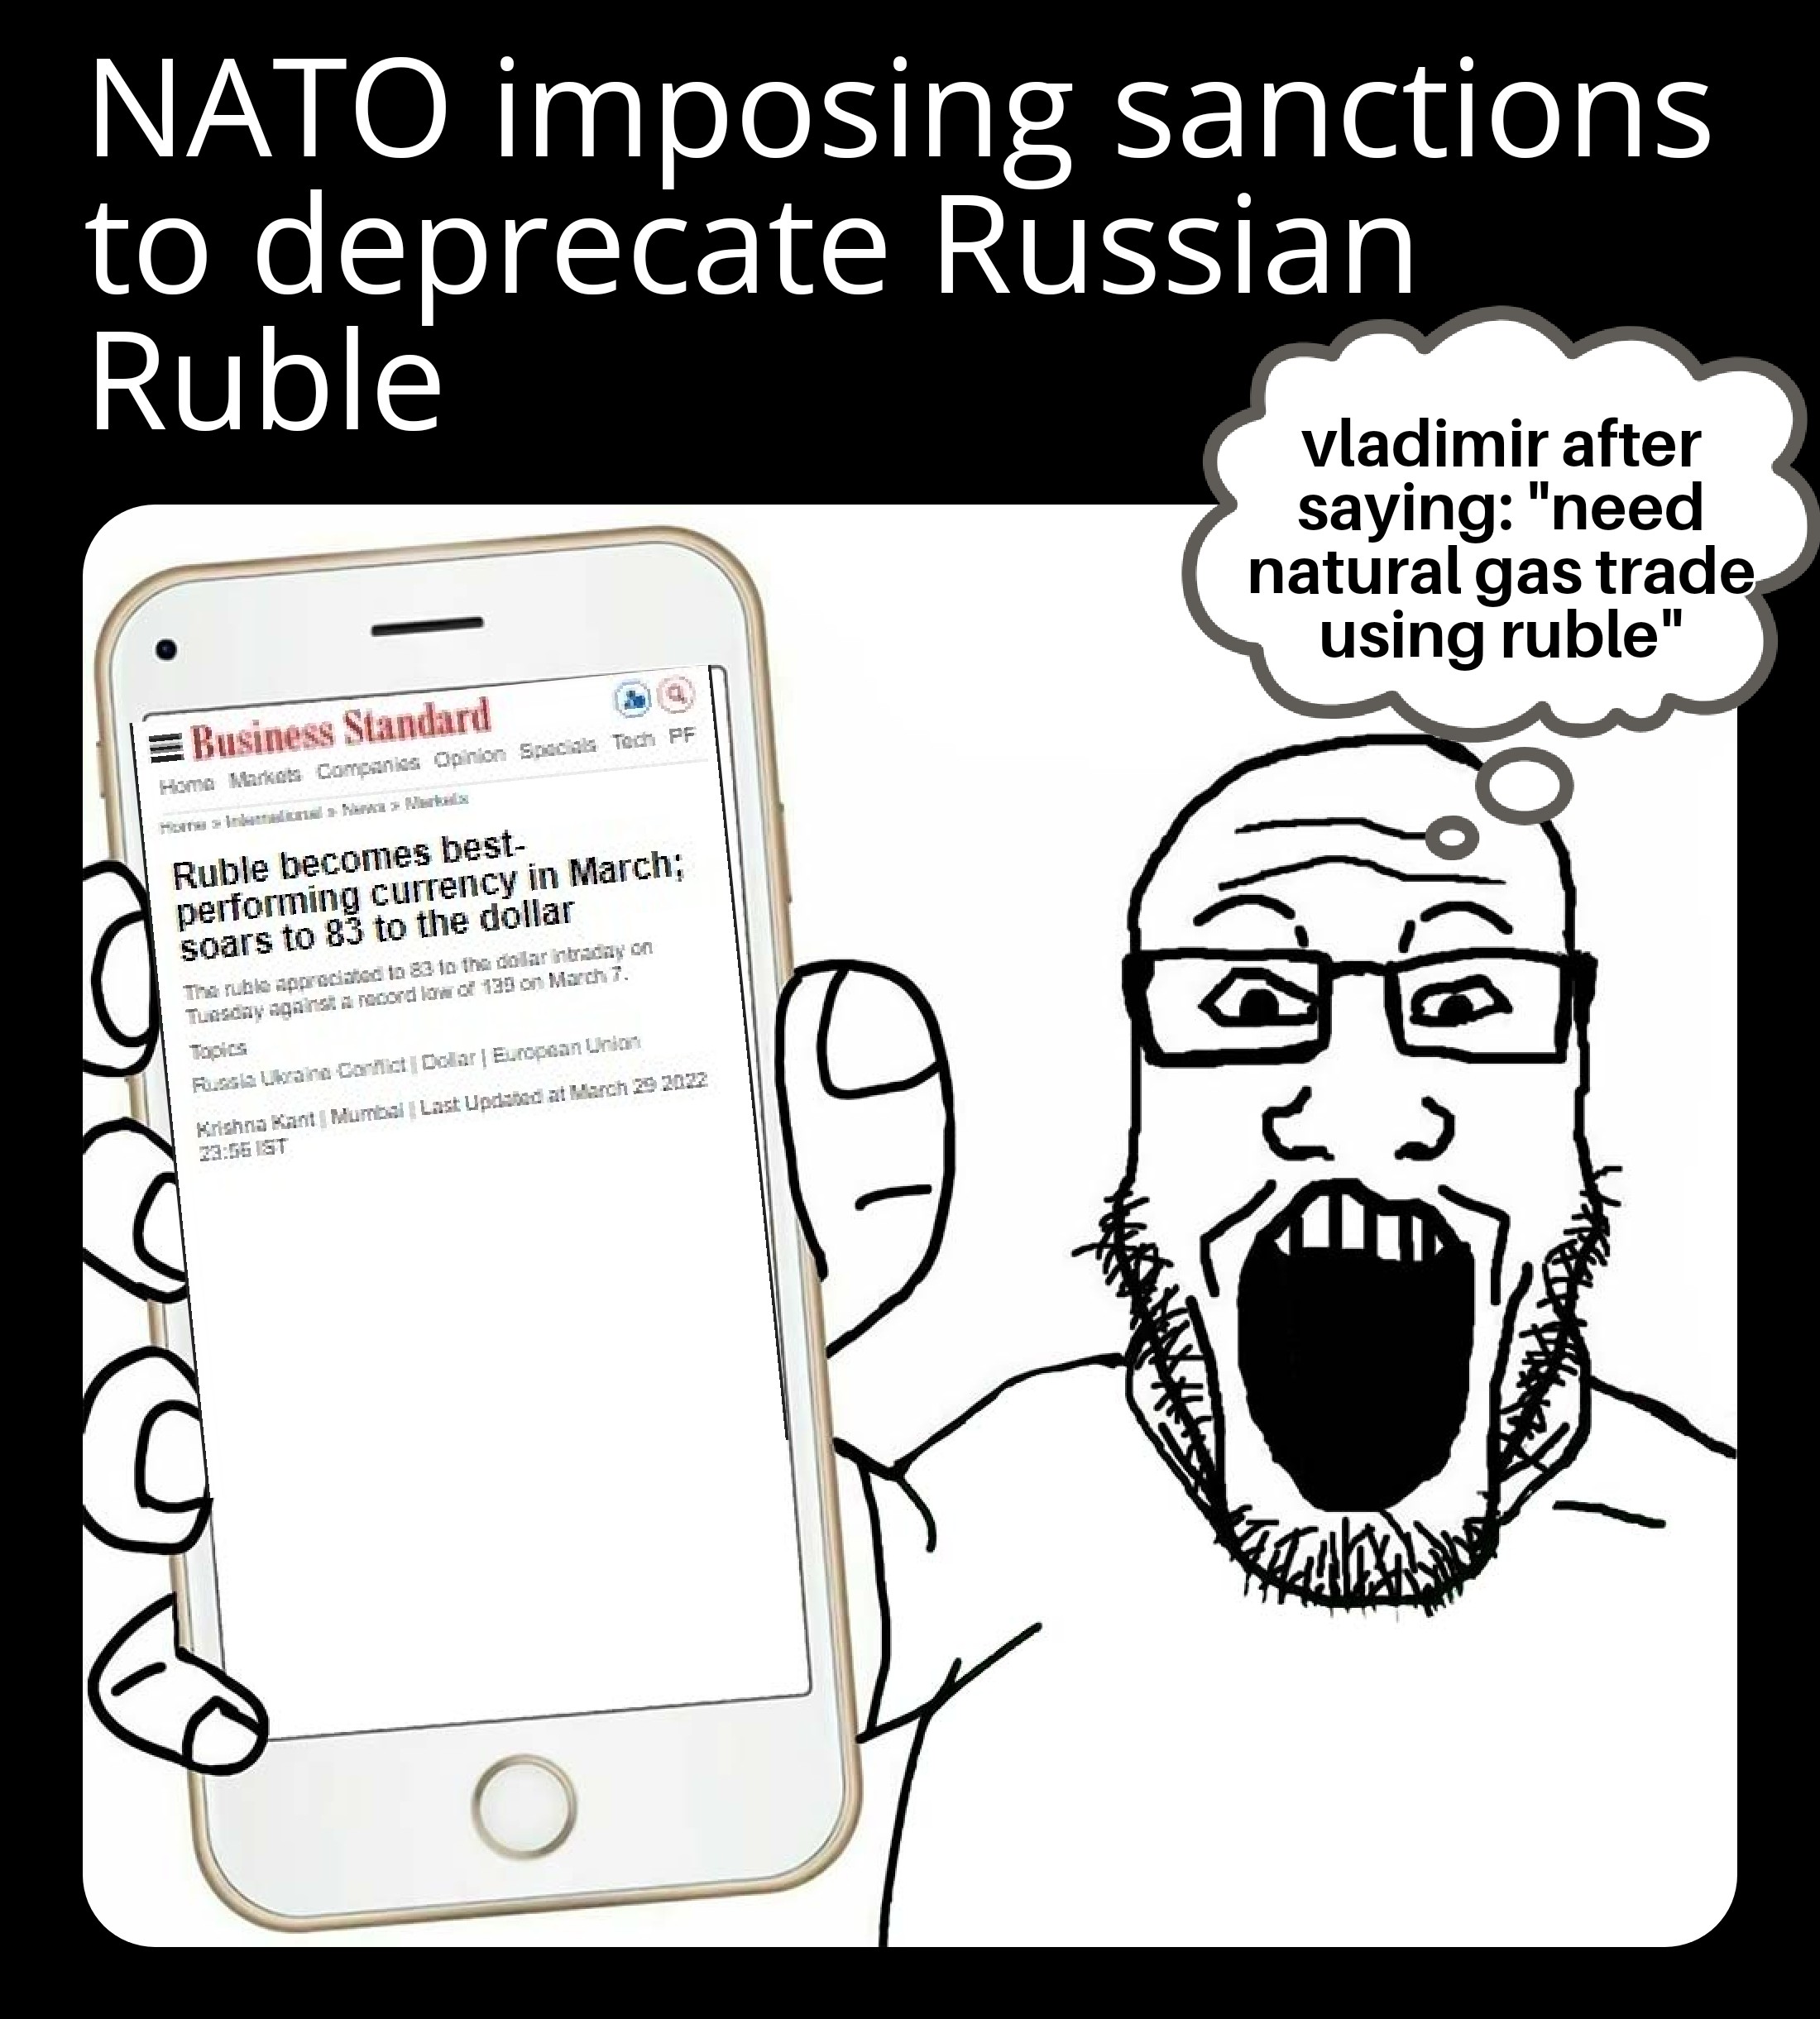 NATO imposing sanctions
to deprecate Russian
Ruble
vladimir after
saying: "need
natural gas trade
using ruble"
Business Standard
Home Markets Companies Opinion Specials Tech PF
Home > International > News > Markets
Ruble becomes best-
performing currency in March;
soars to 83 to the dollar
The ruble appreciated to 83 to the dollar intraday on
Tuesday against a record low of 139 on March 7.
Topics
Russia Ukraine Conflict | Dollar | European Union
Krishna Kant | Mumbai | Last Updated at March 29 2022
23:56 IST